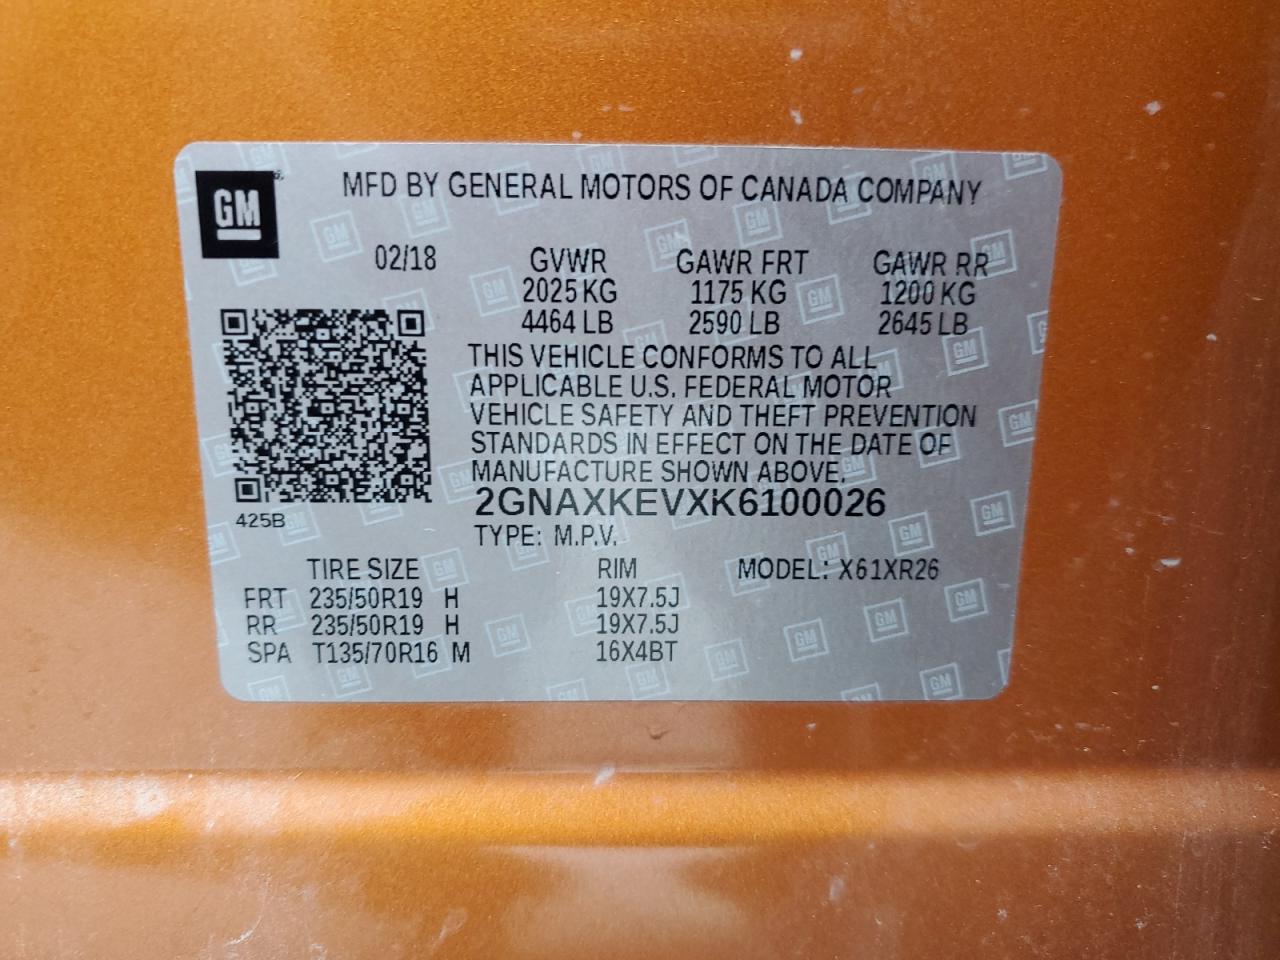 GM
MFD BY GENERAL MOTORS OF CANADA COMPANY
02/18 GVWR GAWR FRT GAWR RR
2025 KG 1175 KG 1200 KG
4464 LB 2590 LB 2645 LB
THIS VEHICLE CONFORMS TO ALL
APPLICABLE U.S. FEDERAL MOTOR
VEHICLE SAFETY AND THEFT PREVENTION
STANDARDS IN EFFECT ON THE DATE OF
MANUFACTURE SHOWN ABOVE.
2GNAXKEVXK6100026
425B
TYPE: M.P.V.
TIRE SIZE RIM MODEL: X61XR26
FRT 235/50R19 H 19X7.5J
RR 235/50R19 H 19X7.5J
SPA T135/70R16 M 16X4BT